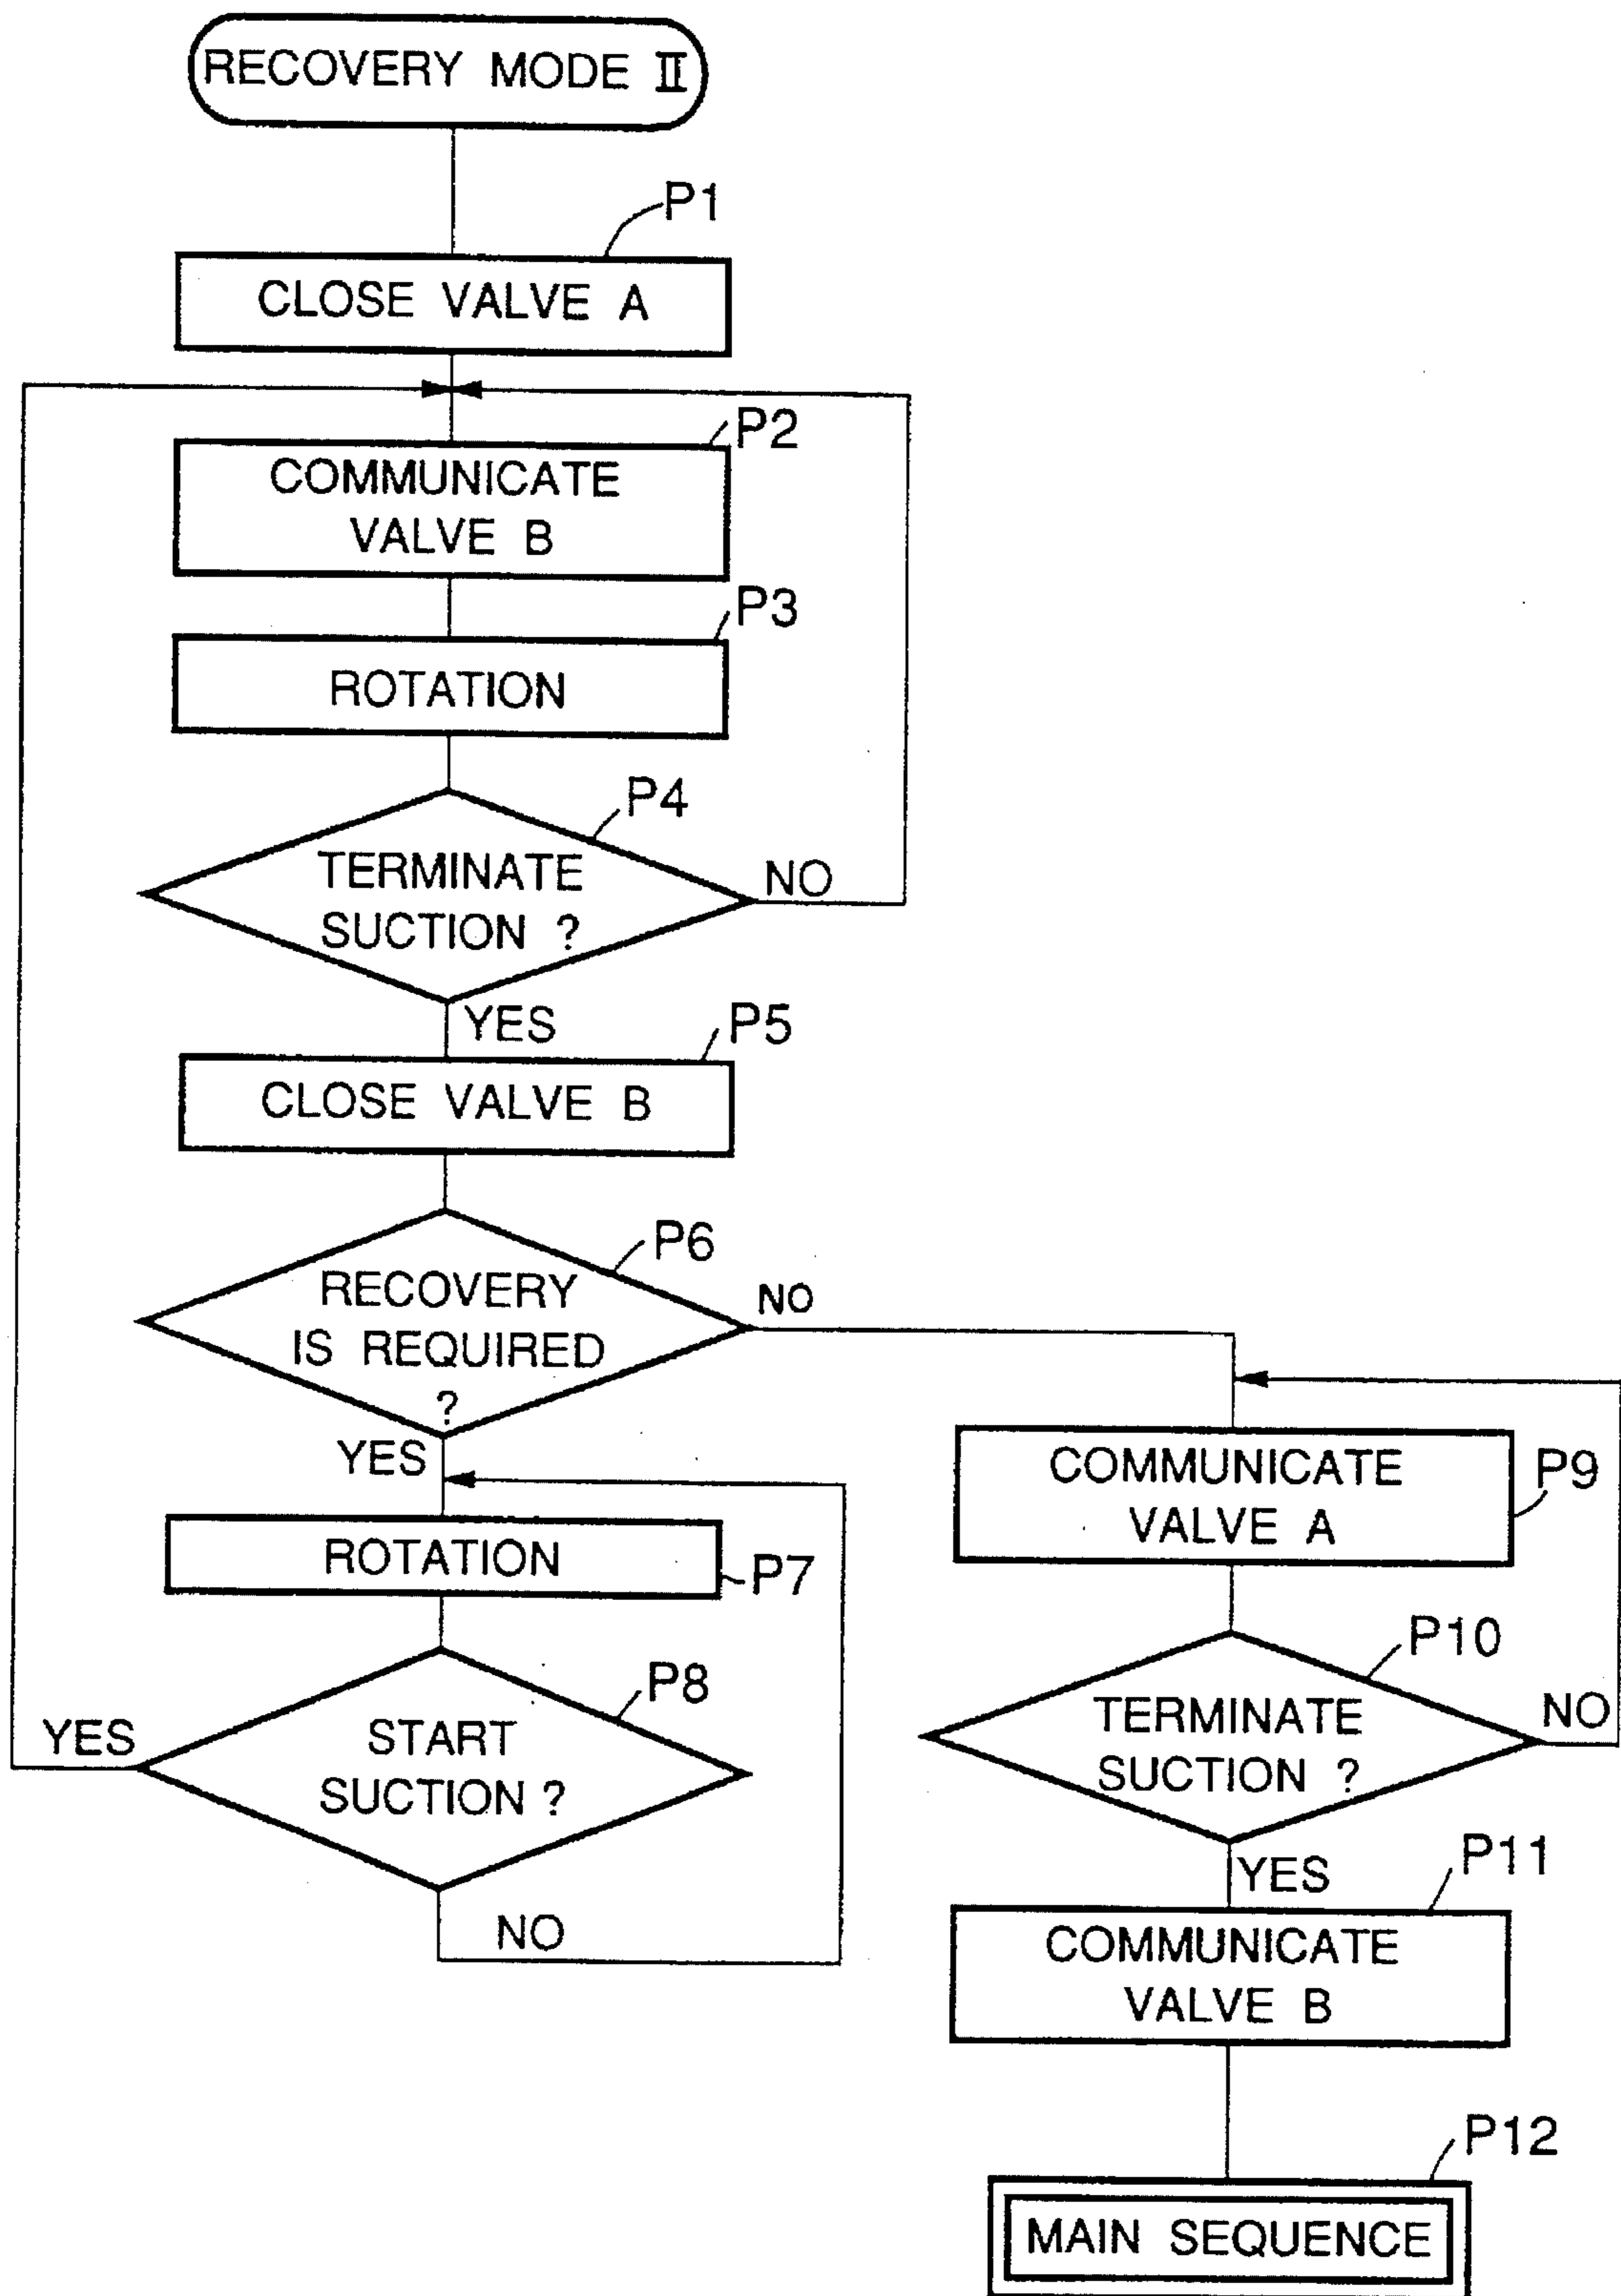 RECOVERY MODE II
P1
CLOSE VALVE A
P2
COMMUNICATE
VALVE B
P3
ROTATION
P4
TERMINATE
SUCTION ?
NO
YES
P5
CLOSE VALVE B
P6
RECOVERY
IS REQUIRED
?
NO
YES
ROTATION
P7
P8
START
SUCTION ?
YES
NO
COMMUNICATE
VALVE A
P9
P10
TERMINATE
SUCTION ?
NO
YES
P11
COMMUNICATE
VALVE B
P12
MAIN SEQUENCE